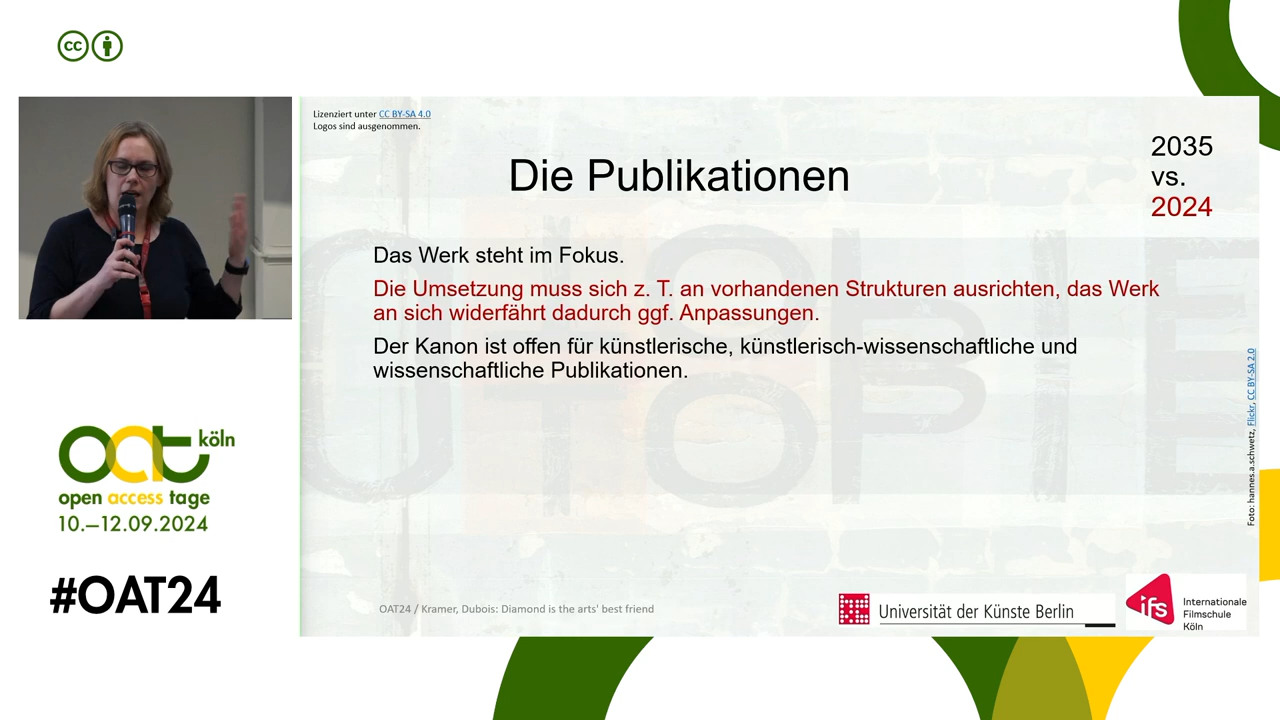 cc
Lizenziert unter CC BY-SA 4.0
Logos sind ausgenommen.
Die Publikationen
2035
vs.
2024
Das Werk steht im Fokus.
Die Umsetzung muss sich z. T. an vorhandenen Strukturen ausrichten, das Werk
an sich widerfährt dadurch ggf. Anpassungen.
Der Kanon ist offen für künstlerische, künstlerisch-wissenschaftliche und
wissenschaftliche Publikationen.
UTOPIE
TOP
Foto: hannes.a.schwetz, Flickr, CC BY-SA 2.0
oat köln
open access tage
10.–12.09.2024
#OAT24
OAT24 / Kramer, Dubois: Diamond is the arts' best friend
Universität der Künste Berlin
ifs
Internationale
Filmschule
Köln